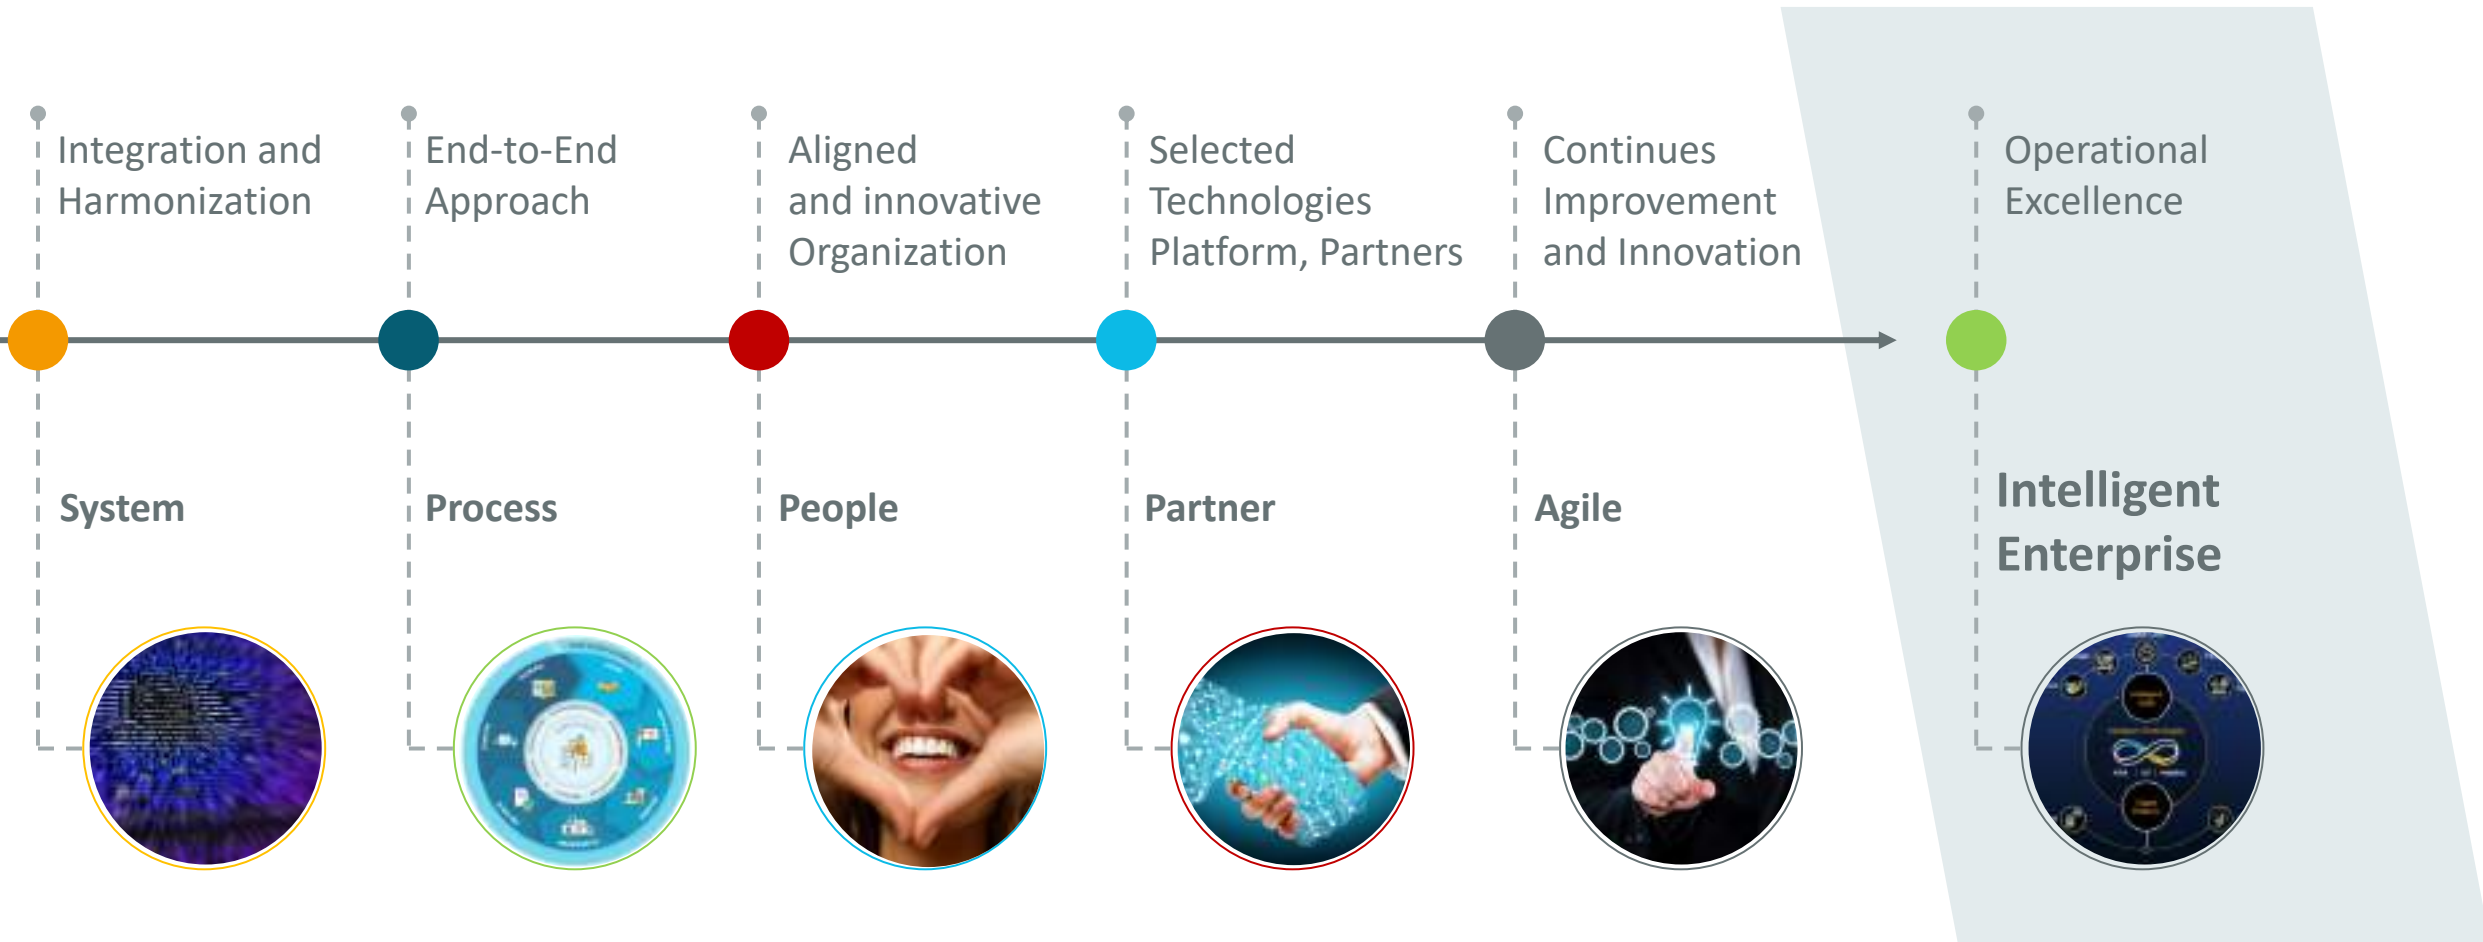 Integration and
Harmonization
End-to-End
Approach
Aligned
and innovative
Organization
Selected
Technologies
Platform, Partners
Continues
Improvement
and Innovation
Operational
Excellence
System
Process
People
Partner
Agile
Intelligent
Enterprise